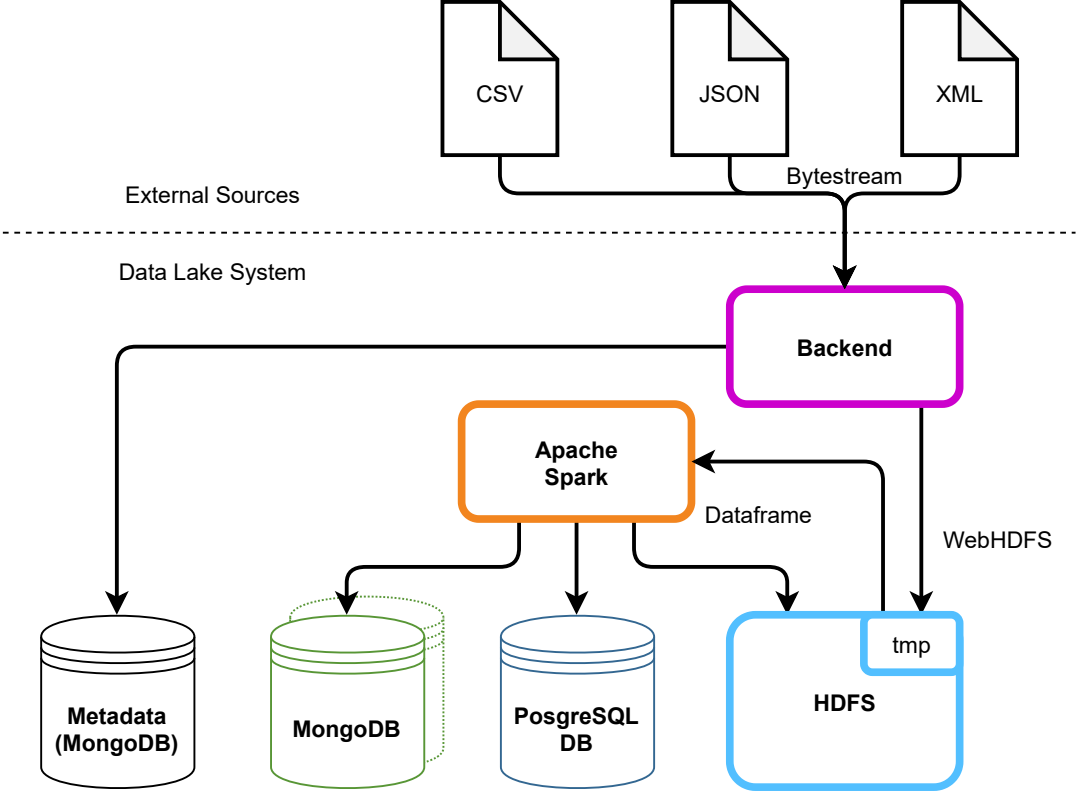 CSV
JSON
XML
Bytestream
External Sources
Data Lake System
Backend
Apache
Spark
Dataframe
WebHDFS
tmp
Metadata
(MongoDB)
MongoDB
PosgreSQL
DB
HDFS